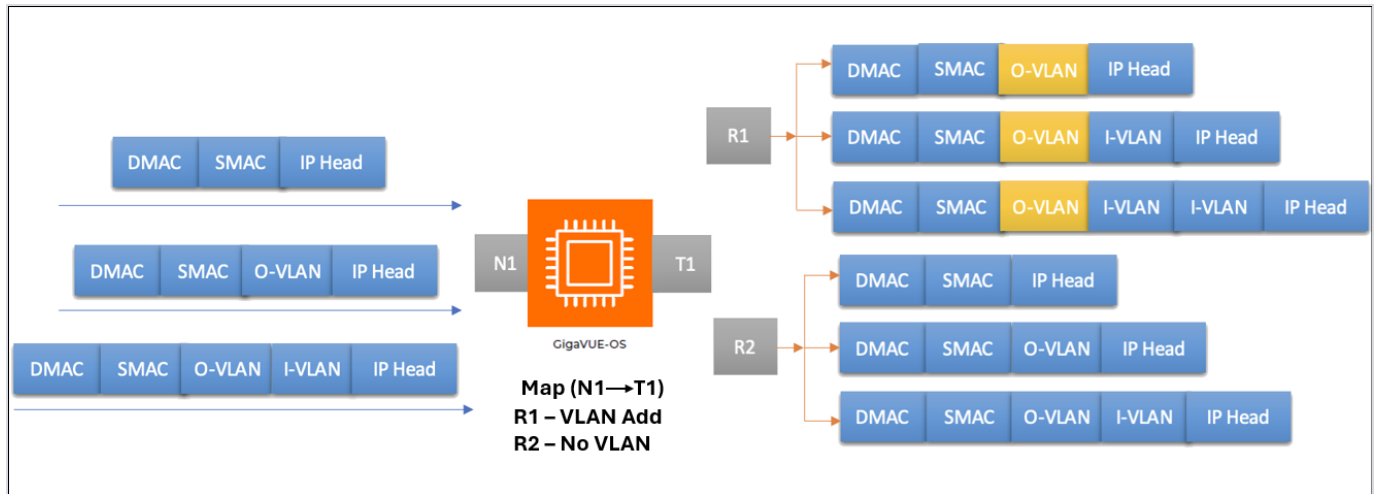 DMAC SMAC IP Head
DMAC SMAC O-VLAN IP Head
DMAC SMAC O-VLAN I-VLAN IP Head
N1
T1
GigaVUE-OS
Map (N1→T1)
R1 – VLAN Add
R2 – No VLAN
R1
DMAC SMAC O-VLAN IP Head
DMAC SMAC O-VLAN I-VLAN IP Head
DMAC SMAC O-VLAN I-VLAN I-VLAN IP Head
R2
DMAC SMAC IP Head
DMAC SMAC O-VLAN IP Head
DMAC SMAC O-VLAN I-VLAN IP Head